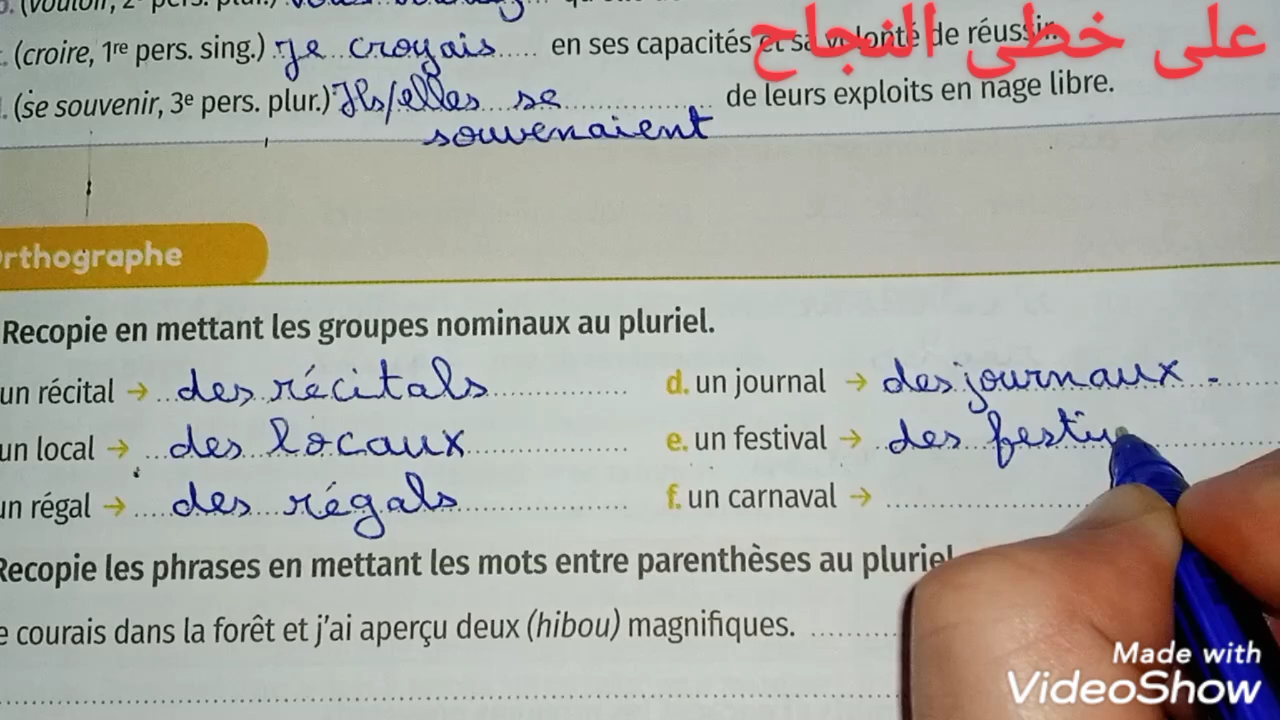 (vouloir, 2e pers. plur.)
(croire, 1re pers. sing.) Je croyais en ses capacités et sa volonté de réussir.
على خطى النجاح
(se souvenir, 3e pers. plur.) Ils/elles se souvenaient de leurs exploits en nage libre.
rthographe
Recopie en mettant les groupes nominaux au pluriel.
un récital → des récitals
d. un journal → des journaux.
un local → des locaux
e. un festival → des festiv
un régal → des régals
f. un carnaval →
Recopie les phrases en mettant les mots entre parenthèses au pluriel
e courais dans la forêt et j'ai aperçu deux (hibou) magnifiques.
Made with
VideoShow